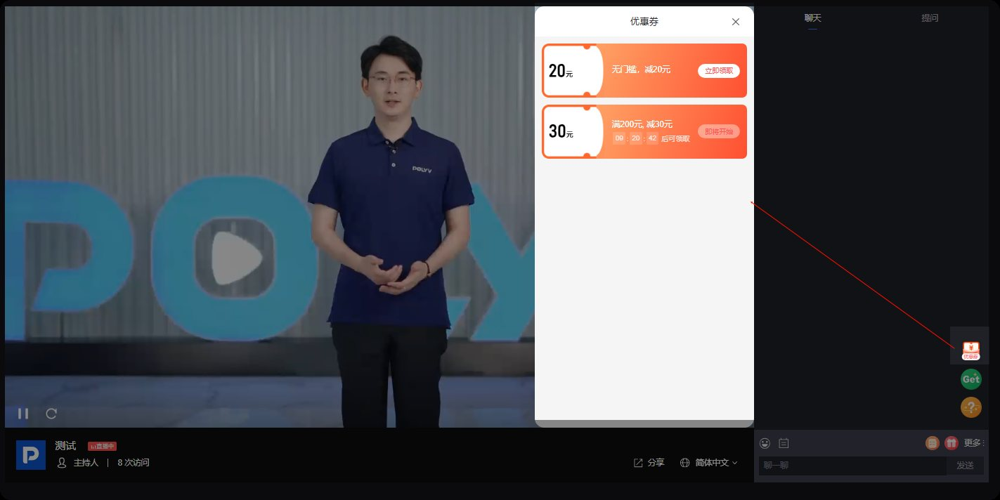 优惠券
20元
无门槛，减20元
立即领取
30元
满200元, 减30元
09 : 20 : 42 后可领取
即将开始
聊天
提问
POLYV
POLY
优惠券
Get
?
测试
直播中
主持人 | 8 次访问
分享
简体中文
更多
聊一聊
发送